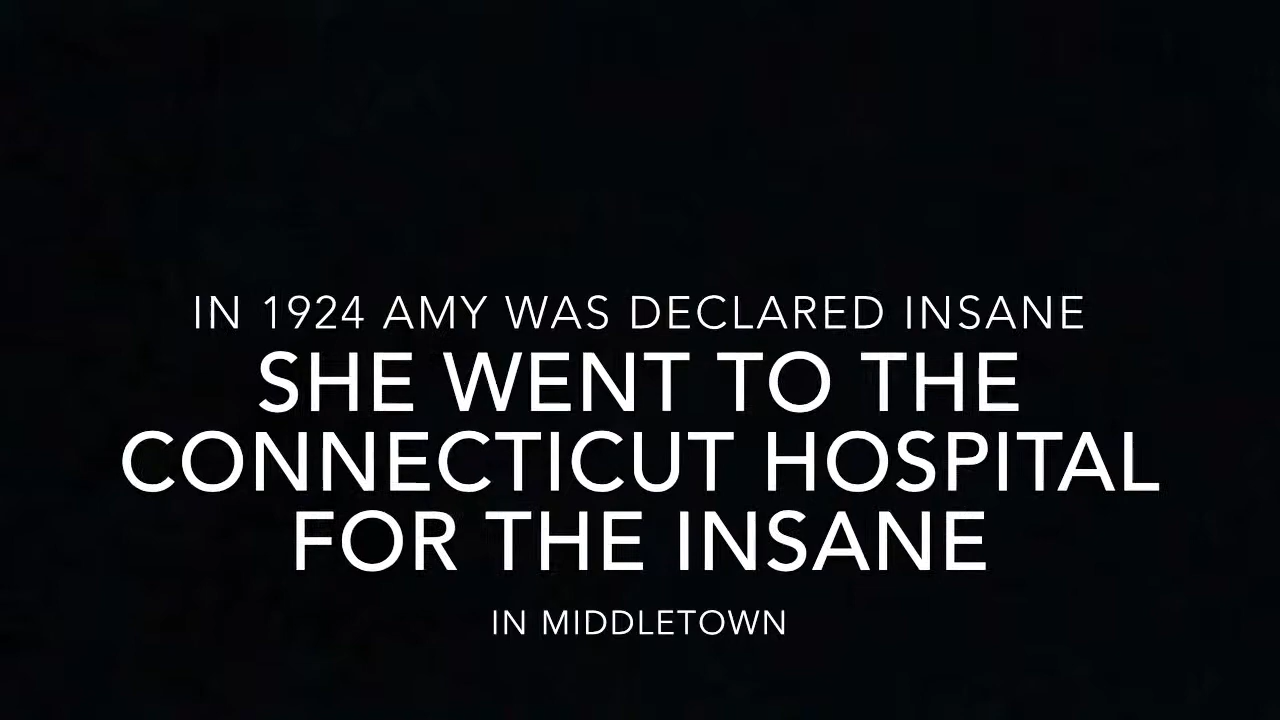 IN 1924 AMY WAS DECLARED INSANE
SHE WENT TO THE
CONNECTICUT HOSPITAL
FOR THE INSANE
IN MIDDLETOWN